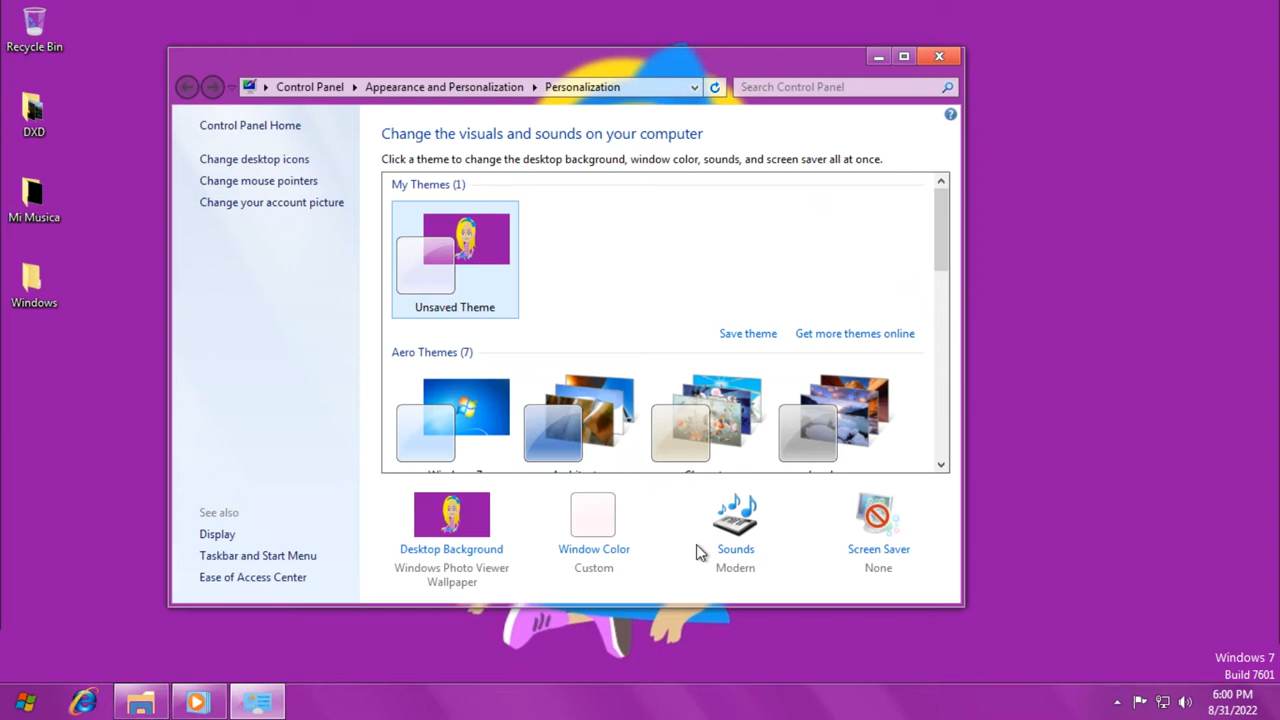 Recycle Bin
DXD
Mi Musica
Windows
Control Panel
Appearance and Personalization
Personalization
Search Control Panel
Control Panel Home
Change desktop icons
Change mouse pointers
Change your account picture
See also
Display
Taskbar and Start Menu
Ease of Access Center
Change the visuals and sounds on your computer
Click a theme to change the desktop background, window color, sounds, and screen saver all at once.
My Themes (1)
Unsaved Theme
Save theme
Get more themes online
Aero Themes (7)
Desktop Background
Windows Photo Viewer
Wallpaper
Window Color
Custom
Sounds
Modern
Screen Saver
None
Windows 7
Build 7601
6:00 PM
8/31/2022